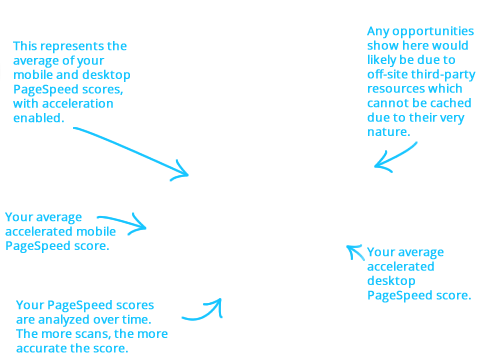 This represents the
average of your
mobile and desktop
PageSpeed scores,
with acceleration
enabled.
Any opportunities
show here would
likely be due to
off-site third-party
resources which
cannot be cached
due to their very
nature.
Your average
accelerated mobile
PageSpeed score.
Your average
accelerated
desktop
PageSpeed score.
Your PageSpeed scores
are analyzed over time.
The more scans, the more
accurate the score.